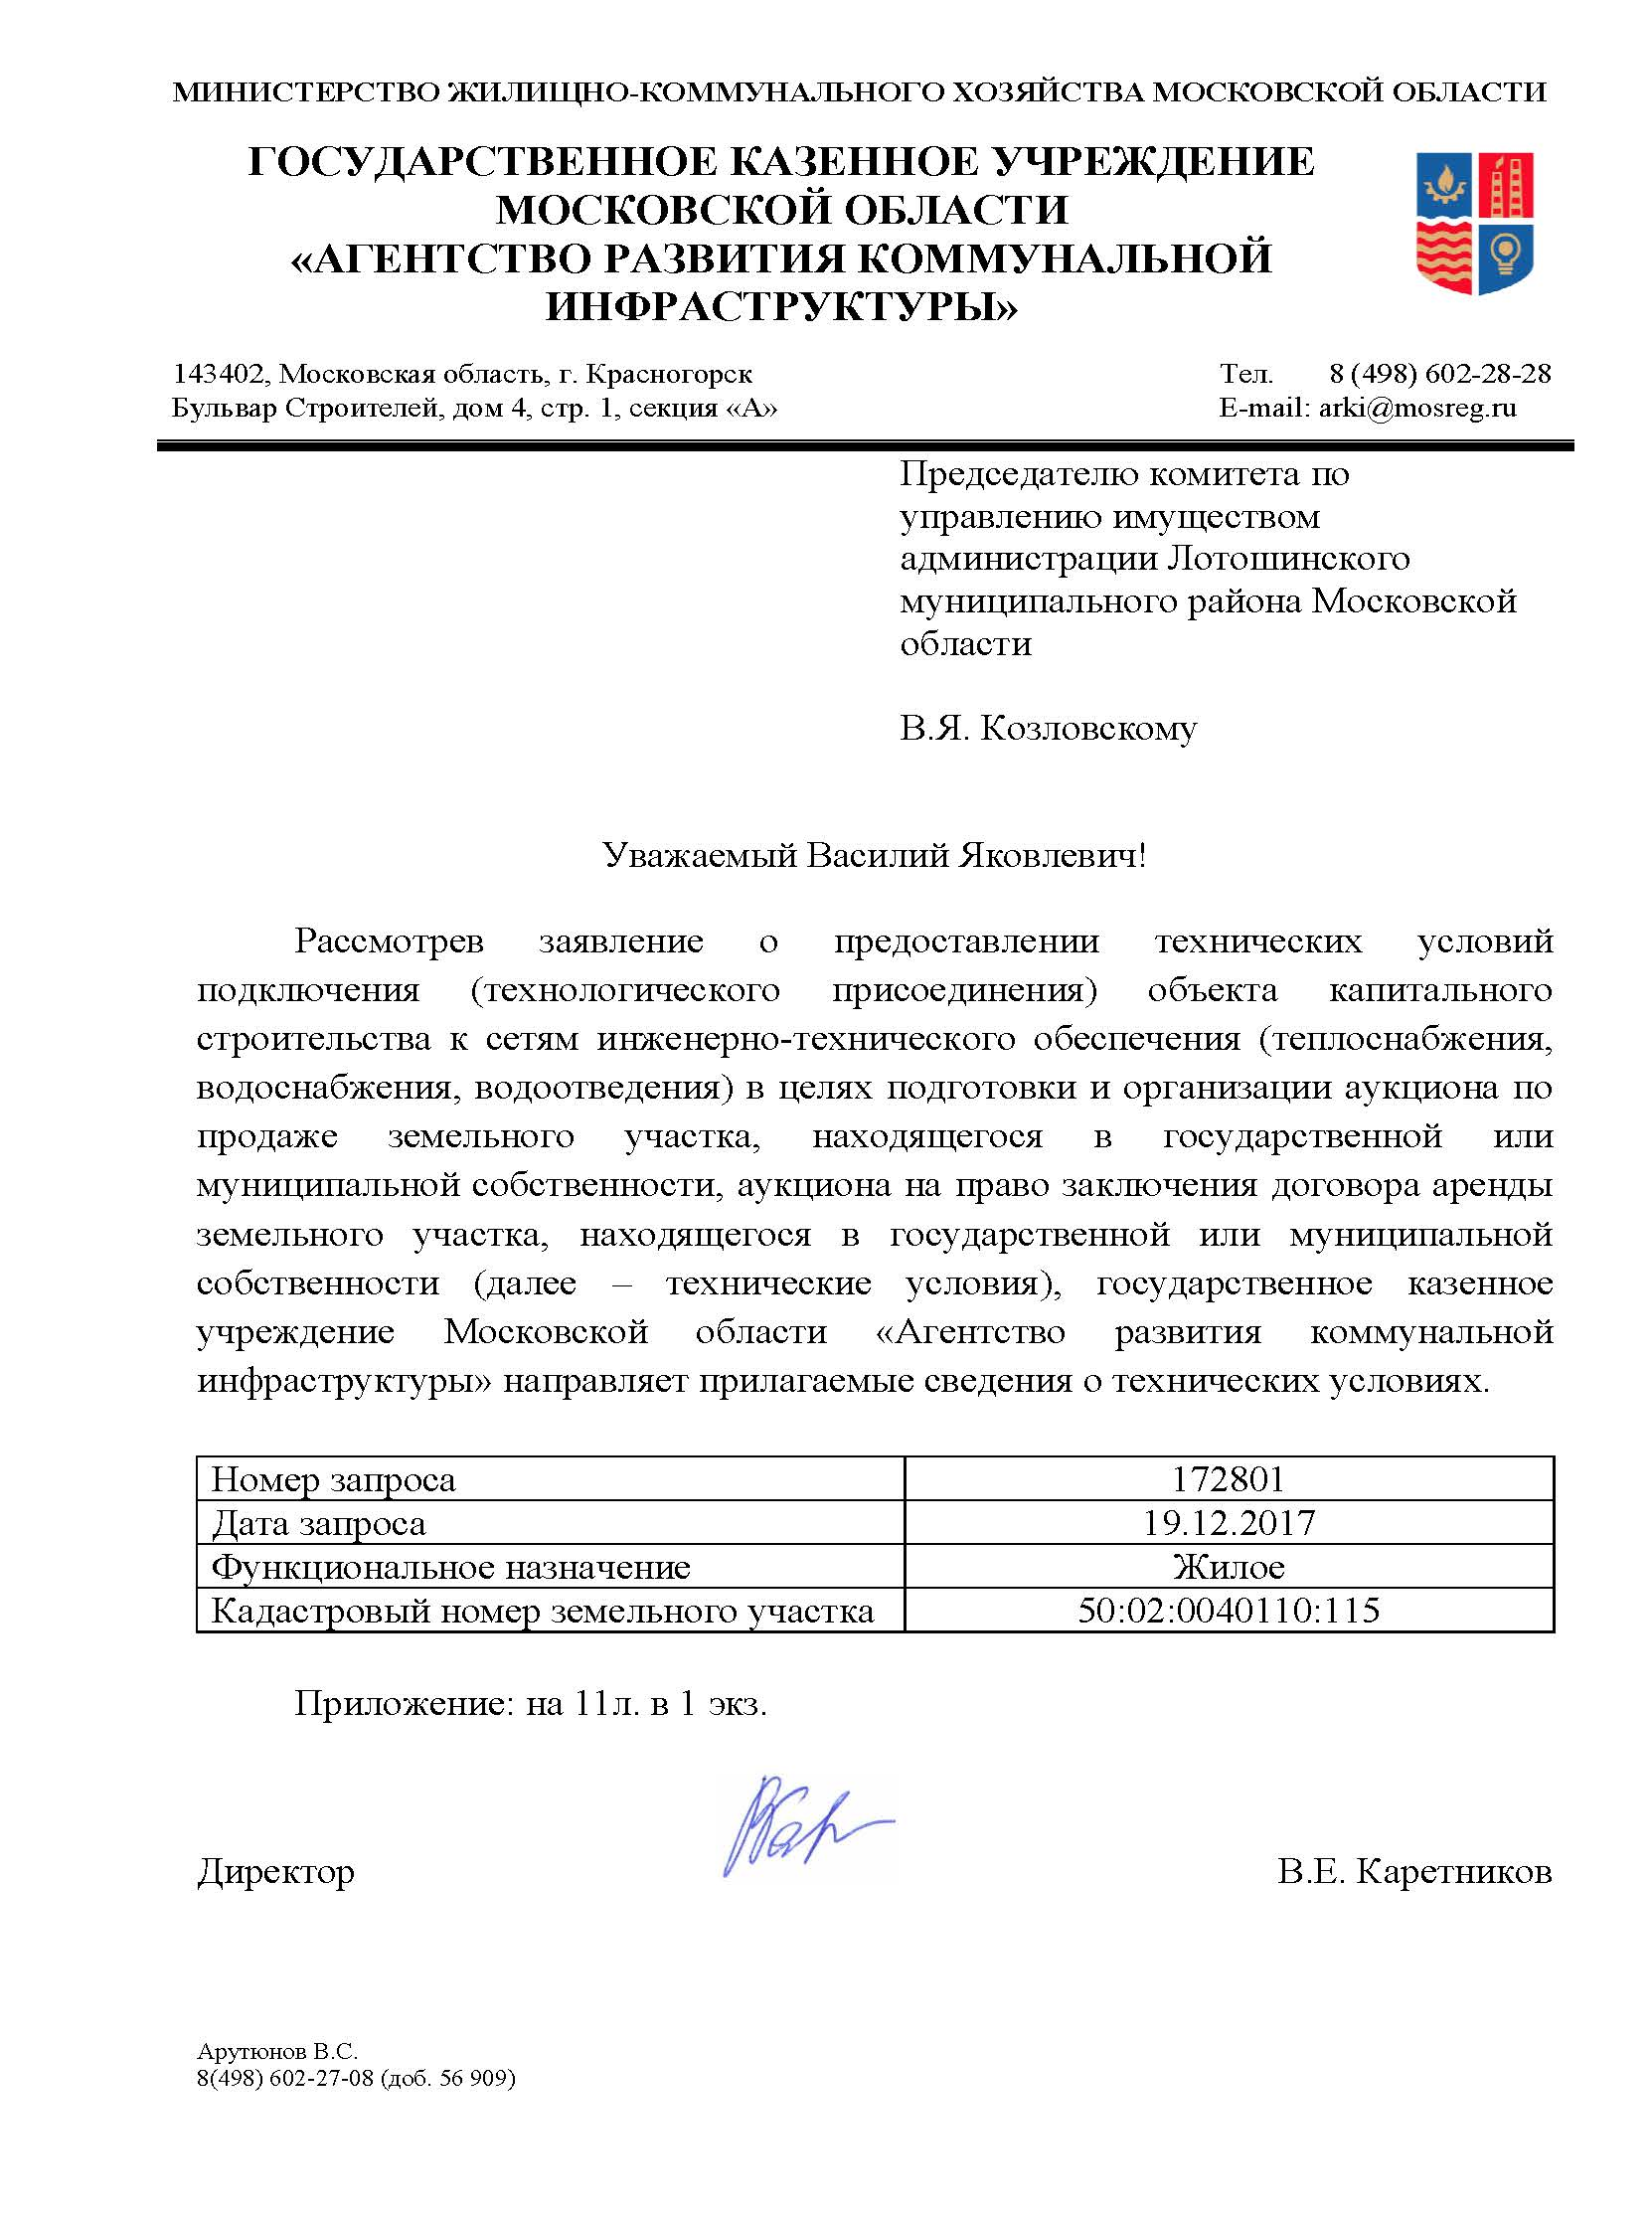 МИНИСТЕРСТВО ЖИЛИЩНО-КОММУНАЛЬНОГО ХОЗЯЙСТВА МОСКОВСКОЙ ОБЛАСТИ
ГОСУДАРСТВЕННОЕ КАЗЕННОЕ УЧРЕЖДЕНИЕ
МОСКОВСКОЙ ОБЛАСТИ
«АГЕНТСТВО РАЗВИТИЯ КОММУНАЛЬНОЙ
ИНФРАСТРУКТУРЫ»
143402, Московская область, г. Красногорск
Бульвар Строителей, дом 4, стр. 1, секция «А»
Тел. 8 (498) 602-28-28
E-mail: arki@mosreg.ru
Председателю комитета по
управлению имуществом
администрации Лотошинского
муниципального района Московской
области
В.Я. Козловскому
Уважаемый Василий Яковлевич!
Рассмотрев заявление о предоставлении технических условий
подключения (технологического присоединения) объекта капитального
строительства к сетям инженерно-технического обеспечения (теплоснабжения,
водоснабжения, водоотведения) в целях подготовки и организации аукциона по
продаже земельного участка, находящегося в государственной или
муниципальной собственности, аукциона на право заключения договора аренды
земельного участка, находящегося в государственной или муниципальной
собственности (далее – технические условия), государственное казенное
учреждение Московской области «Агентство развития коммунальной
инфраструктуры» направляет прилагаемые сведения о технических условиях.
Номер запроса 172801
Дата запроса 19.12.2017
Функциональное назначение Жилое
Кадастровый номер земельного участка 50:02:0040110:115
Приложение: на 11л. в 1 экз.
Директор В.Е. Каретников
Арутюнов В.С.
8(498) 602-27-08 (доб. 56 909)